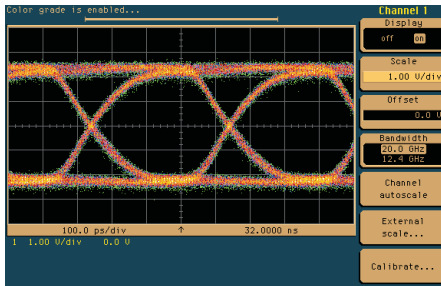 Color grade is enabled...
Channel 1
Display
off on
Scale
1.00 V/div
Offset
0.0 V
Bandwidth
20.0 GHz
12.4 GHz
Channel
autoscale
External
scale...
Calibrate...
100.0 ps/div ↑ 32.0000 ns
1 1.00 V/div 0.0 V